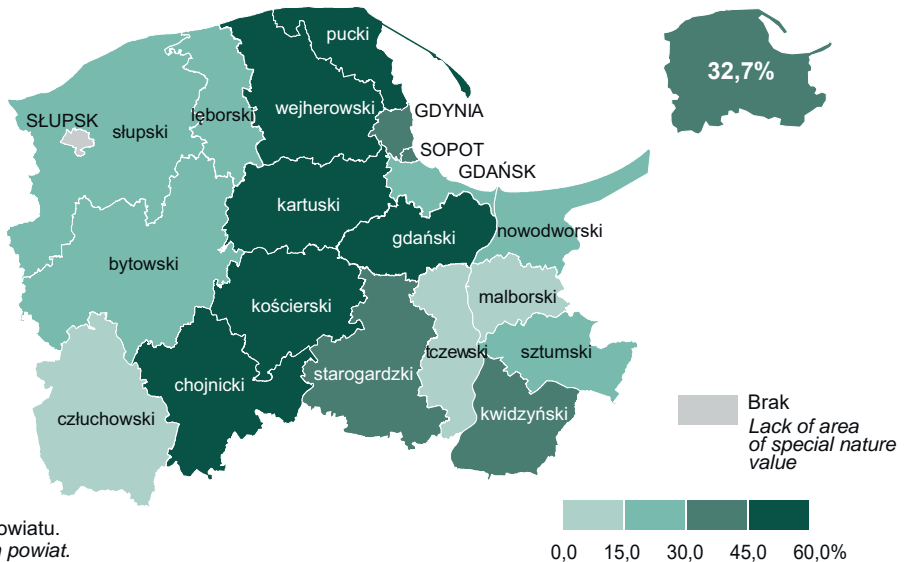 pucki
32,7%
wejherowski
GDYNIA
SŁUPSK
słupski
lęborski
SOPOT
GDAŃSK
kartuski
gdański
nowodworski
bytowski
kościerski
malborski
tczewski
sztumski
chojnicki
starogardzki
człuchowski
kwidzyński
Brak
Lack of area
of special nature
value
owiatu.
powiat.
0,0 15,0 30,0 45,0 60,0%